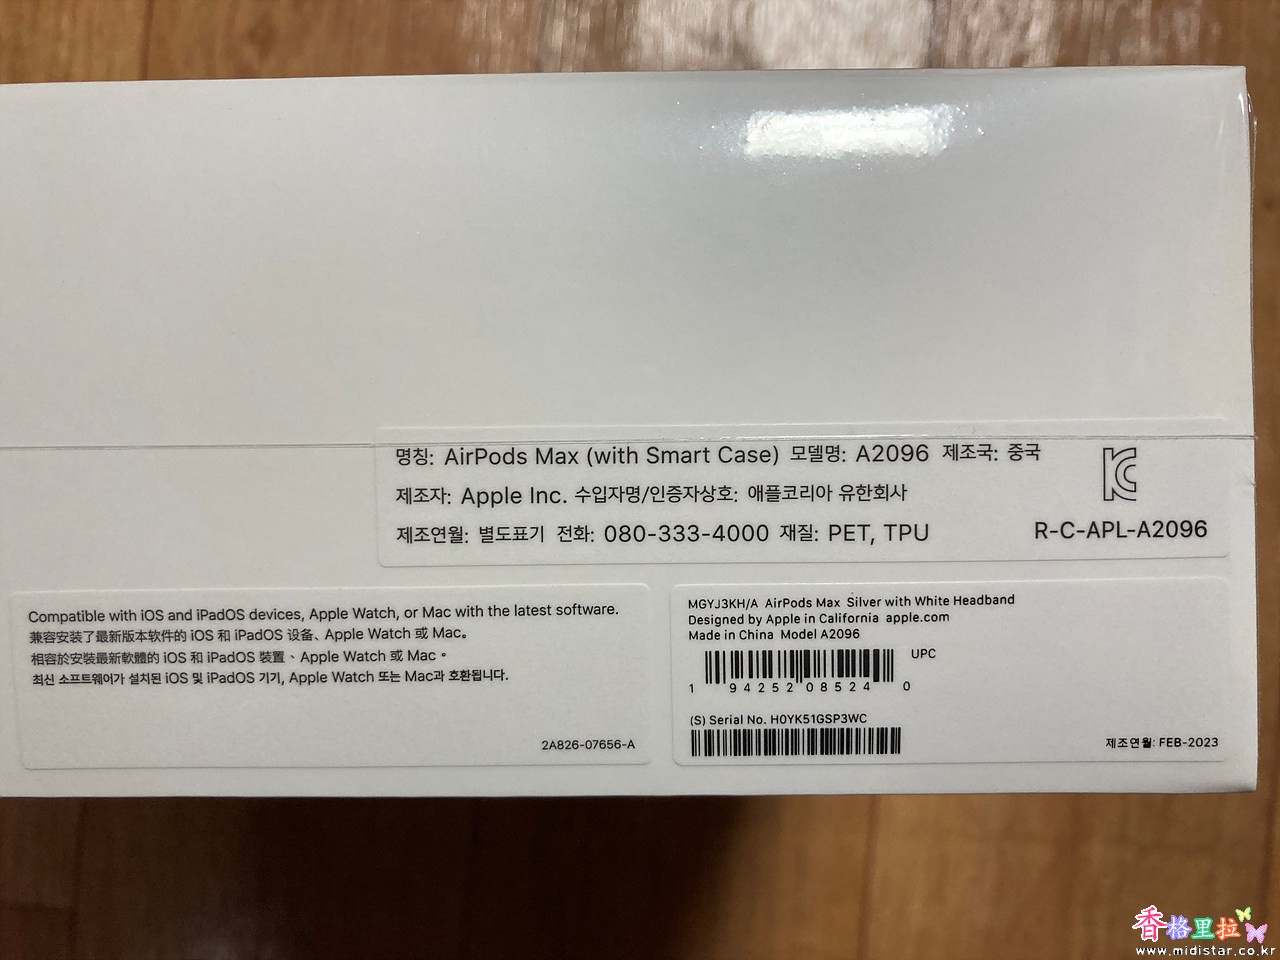 명칭: AirPods Max (with Smart Case) 모델명: A2096 제조국: 중국
제조자: Apple Inc. 수입자명/인증자상호: 애플코리아 유한회사
제조연월: 별도표기 전화: 080-333-4000 재질: PET, TPU
R-C-APL-A2096
Compatible with iOS and iPadOS devices, Apple Watch, or Mac with the latest software.
兼容安装了最新版本软件的 iOS 和 iPadOS 设备、Apple Watch 或 Mac。
相容於安裝最新軟體的 iOS 和 iPadOS 裝置、Apple Watch 或 Mac。
최신 소프트웨어가 설치된 iOS 및 iPadOS 기기, Apple Watch 또는 Mac과 호환됩니다.
2A826-07656-A
MGYJ3KH/A AirPods Max Silver with White Headband
Designed by Apple in California apple.com
Made in China Model A2096
UPC
1 94252 08524 0
(S) Serial No. H0YK51GSP3WC
제조연월: FEB-2023
香格里拉
www.midistar.co.kr